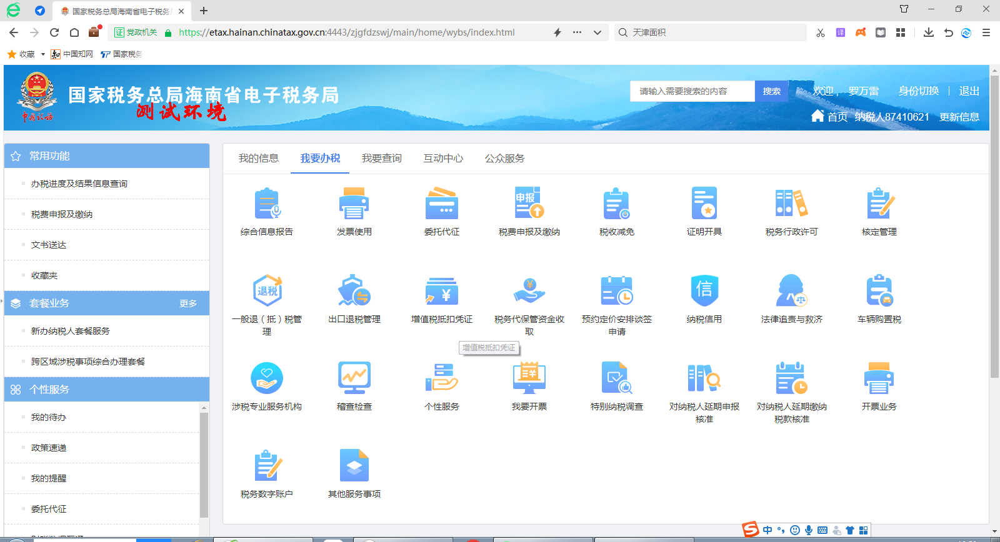 国家税务总局海南省电子税务局
证 党政机关 https://etax.hainan.chinatax.gov.cn:4443/zjgfdzswj/main/home/wybs/index.html
天津面积
译
收藏 中国知网 国家税务
国家税务总局海南省电子税务局
测试环境
请输入需要搜索的内容 搜索
欢迎， 罗万雷 身份切换 | 退出
首页 纳税人87410621 更新信息
常用功能
办税进度及结果信息查询
税费申报及缴纳
文书送达
收藏夹
套餐业务 更多
新办纳税人套餐服务
跨区域涉税事项综合办理套餐
个性服务
我的待办
政策速递
我的提醒
委托代征
我的信息 我要办税 我要查询 互动中心 公众服务
申报
综合信息报告 发票使用 委托代征 税费申报及缴纳 税收减免 证明开具 税务行政许可 核定管理
退税 信
一般退（抵）税管理 出口退税管理 增值税抵扣凭证 税务代保管资金收取 预约定价安排谈签申请 纳税信用 法律追责与救济 车辆购置税
增值税抵扣凭证
涉税专业服务机构 稽查检查 个性服务 我要开票 特别纳税调查 对纳税人延期申报核准 对纳税人延期缴纳税款核准 开票业务
税务数字账户 其他服务事项
中